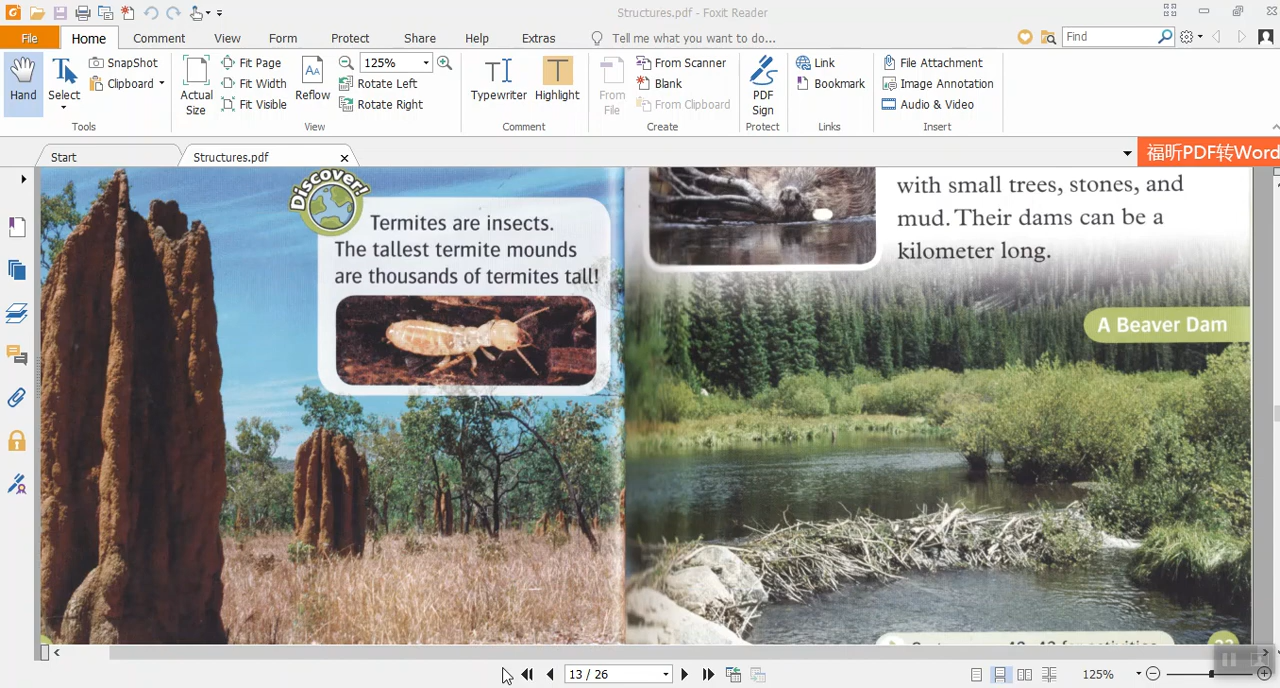 Structures.pdf - Foxit Reader
File Home Comment View Form Protect Share Help Extras Tell me what you want to do... Find
Hand
Select
SnapShot
Clipboard
Tools
Actual Size
Fit Page
Fit Width
Fit Visible
Reflow
125%
Rotate Left
Rotate Right
View
Typewriter
Highlight
Comment
From File
From Scanner
Blank
From Clipboard
Create
PDF Sign
Protect
Link
Bookmark
Links
File Attachment
Image Annotation
Audio & Video
Insert
Start
Structures.pdf
福昕PDF转Word
Discover!
Termites are insects.
The tallest termite mounds
are thousands of termites tall!
with small trees, stones, and
mud. Their dams can be a
kilometer long.
A Beaver Dam
13 / 26
125%